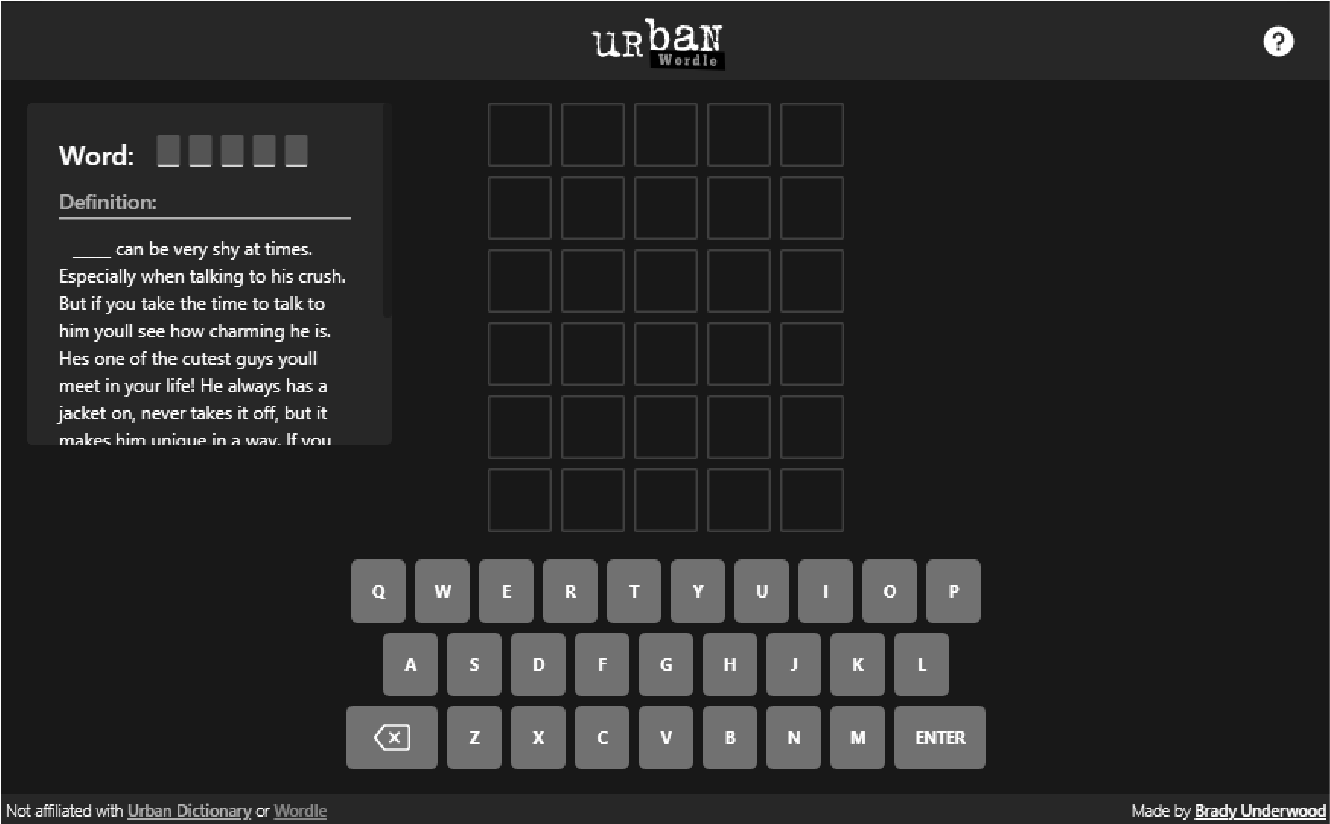 urban
Wordle
?
Word: _ _ _ _ _
Definition:
____ can be very shy at times.
Especially when talking to his crush.
But if you take the time to talk to
him youll see how charming he is.
Hes one of the cutest guys youll
meet in your life! He always has a
jacket on, never takes it off, but it
makes him unique in a way. If you
Q W E R T Y U I O P
A S D F G H J K L
Z X C V B N M ENTER
Not affiliated with Urban Dictionary or Wordle
Made by Brady Underwood